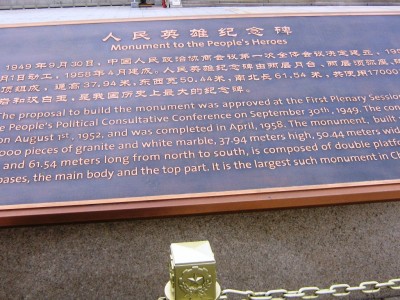 人民英雄纪念碑
Monument to the People's Heroes
1949年9月30日，中国人民政治协商会议第一次全体会议决定建立，195
月1日动工，1958年4月建成。人民英雄纪念碑由两层月台，两层须弥座，碑
顶组成，通高37.94米，东西宽50.44米，南北长61.54米，共使用17000
岩和汉白玉，是我国历史上最大的纪念碑。
The proposal to build the monument was approved at the First Plenary Session
e People's Political Consultative Conference on September 30th, 1949. The con
on August 1st, 1952, and was completed in April, 1958. The monument, built
000 pieces of granite and white marble, 37.94 meters high, 50.44 meters wid
and 61.54 meters long from north to south, is composed of double platfo
bases, the main body and the top part. It is the largest such monument in Ch